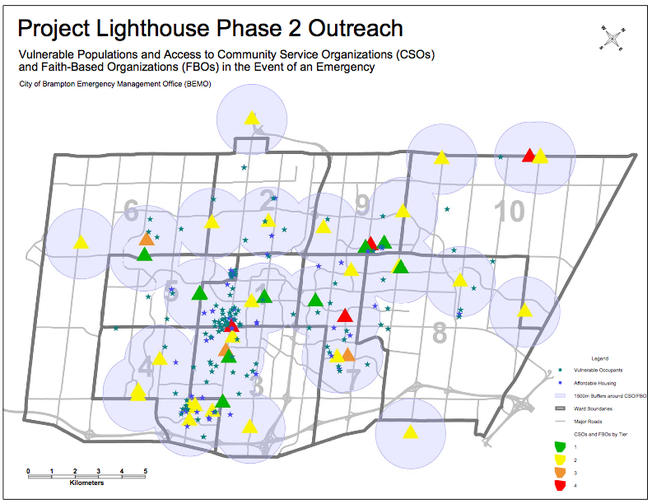 Project Lighthouse Phase 2 Outreach
Vulnerable Populations and Access to Community Service Organizations (CSOs)
and Faith-Based Organizations (FBOs) in the Event of an Emergency
City of Brampton Emergency Management Office (BEMO)
6
2
9
10
5
1
8
4
3
7
Legend
Vulnerable Occupants
Affordable Housing
1600m Buffers around CSO/FBO
Ward Boundaries
Major Roads
CSOs and FBOs by Tier
1
2
3
4
0 1 2 3 4 5
Kilometers